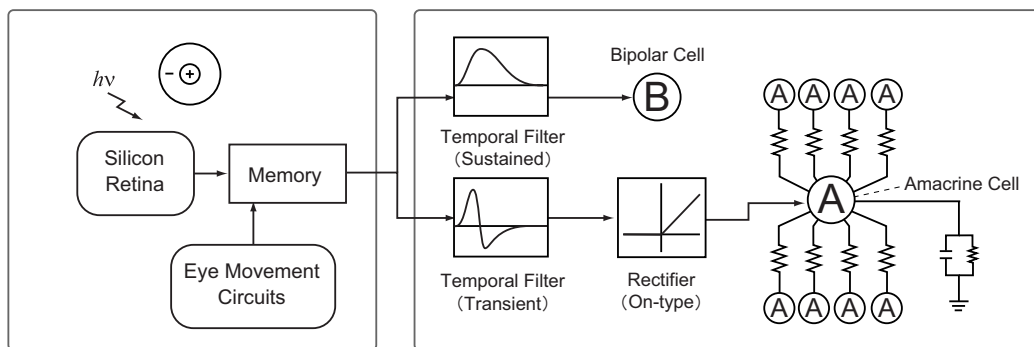 hν
− +
Silicon
Retina
Memory
Eye Movement
Circuits
Temporal Filter
（Sustained）
Bipolar Cell
B
Temporal Filter
（Transient）
Rectifier
（On-type）
A A A A
A
Amacrine Cell
A A A A